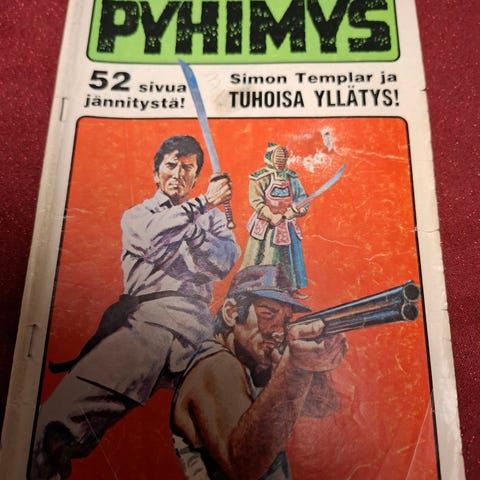 PYHIMYS
52 sivua
jännitystä!
Simon Templar ja
TUHOISA YLLÄTYS!